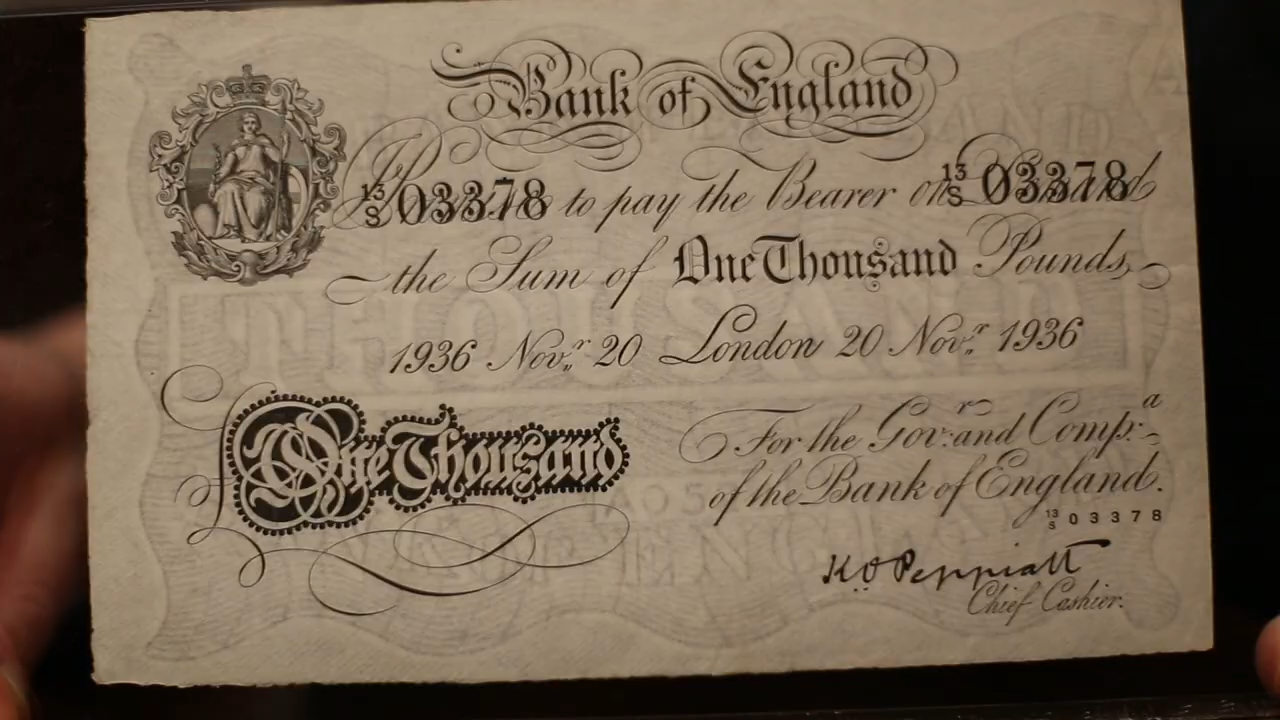 Bank of England
13/S 03378 to pay the Bearer on 13/S 03378
the Sum of One Thousand Pounds
1936 Novr. 20 London 20 Novr. 1936
One Thousand
For the Govr. and Compa.
of the Bank of England.
13/S 03378
K O Peppiatt
Chief Cashier.
THOUSAND